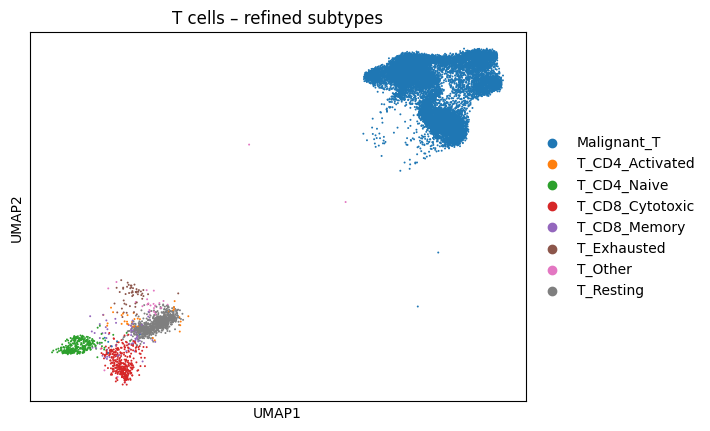 T cells – refined subtypes
UMAP2
UMAP1
Malignant_T
T_CD4_Activated
T_CD4_Naive
T_CD8_Cytotoxic
T_CD8_Memory
T_Exhausted
T_Other
T_Resting